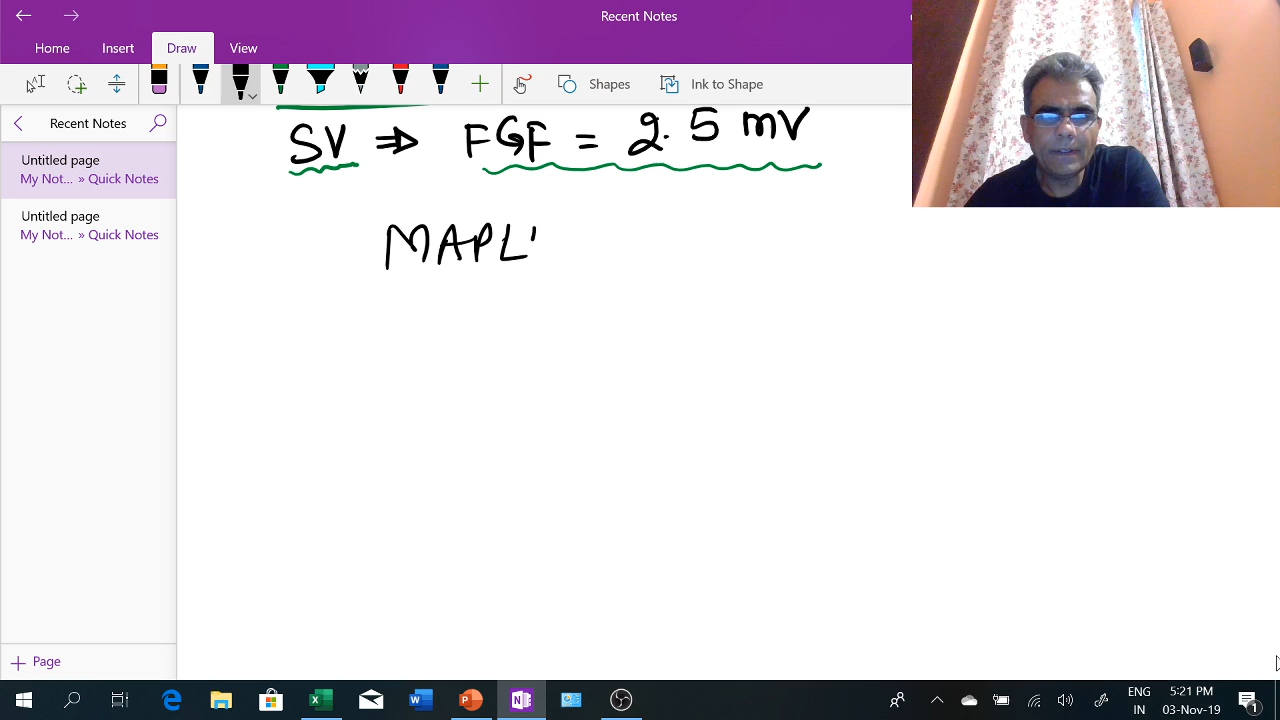 Recent Notes
Home Insert Draw View
Shapes Ink to Shape
Recent Notes
Untitled page
My Not... » Quick Notes
Untitled page
My Not... » Quick Notes
SV ⇒ FGF = 2.5 mV
MAPL'
+ Page
ENG
IN
5:21 PM
03-Nov-19
1